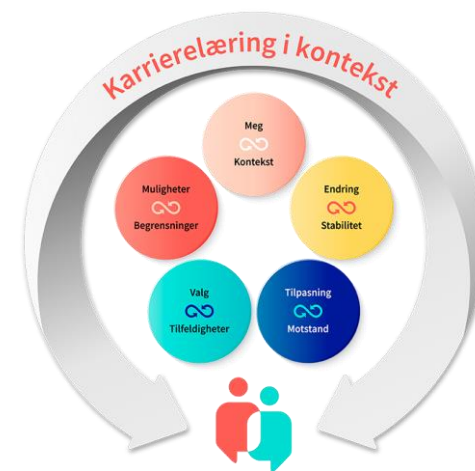 Karrierelæring i kontekst
Meg
Kontekst
Muligheter
Begrensninger
Endring
Stabilitet
Valg
Tilfeldigheter
Tilpasning
Motstand